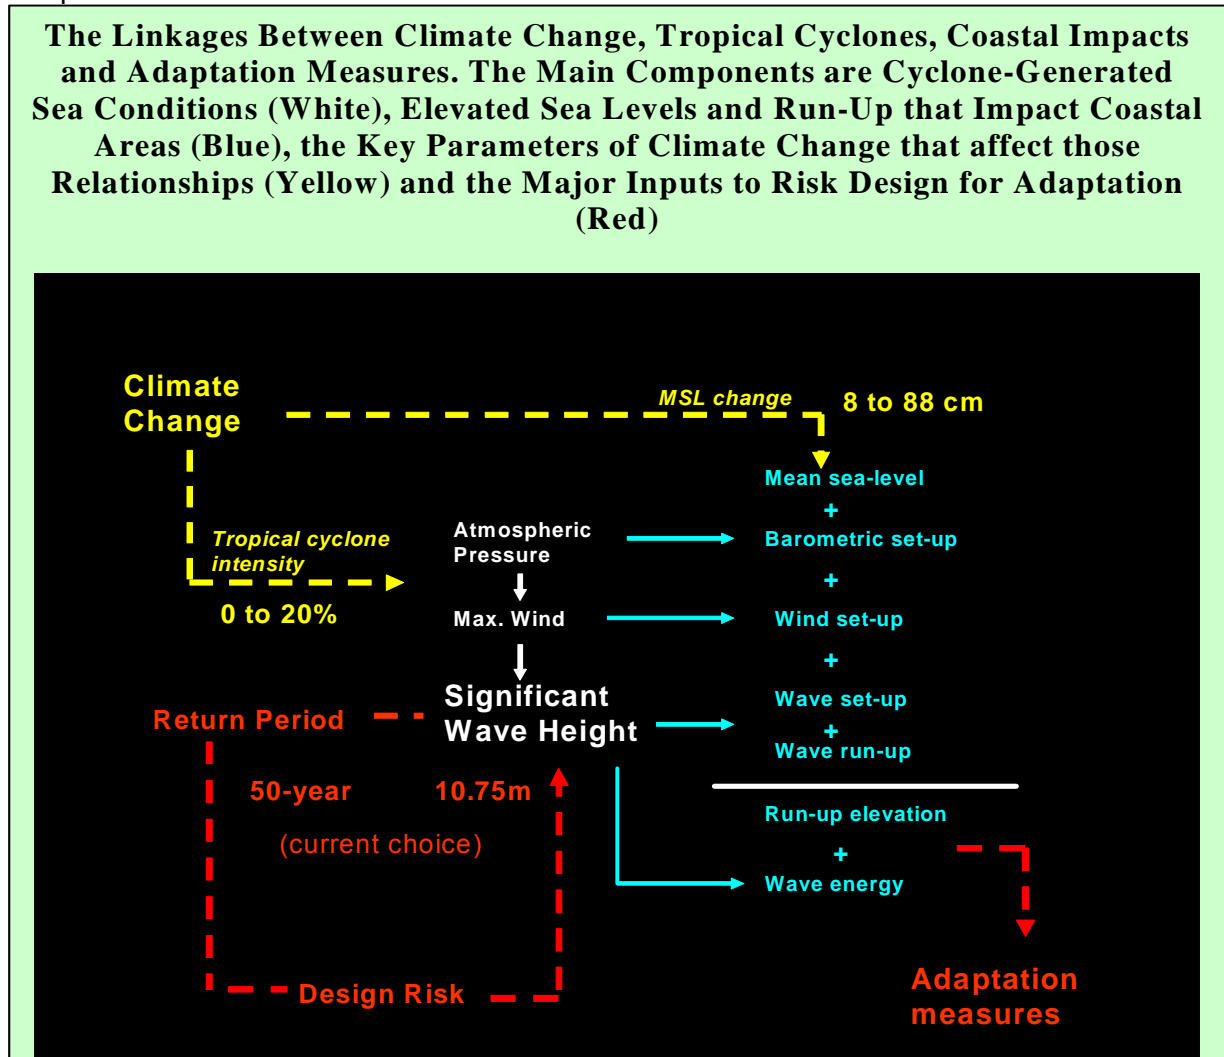 The Linkages Between Climate Change, Tropical Cyclones, Coastal Impacts
and Adaptation Measures. The Main Components are Cyclone-Generated
Sea Conditions (White), Elevated Sea Levels and Run-Up that Impact Coastal
Areas (Blue), the Key Parameters of Climate Change that affect those
Relationships (Yellow) and the Major Inputs to Risk Design for Adaptation
(Red)
Climate
Change
MSL change
8 to 88 cm
Mean sea-level
+
Tropical cyclone
intensity
0 to 20%
Atmospheric
Pressure
Barometric set-up
+
Max. Wind
Wind set-up
+
Significant
Wave Height
Wave set-up
+
Wave run-up
Return Period
50-year
10.75m
(current choice)
Run-up elevation
+
Wave energy
Design Risk
Adaptation
measures